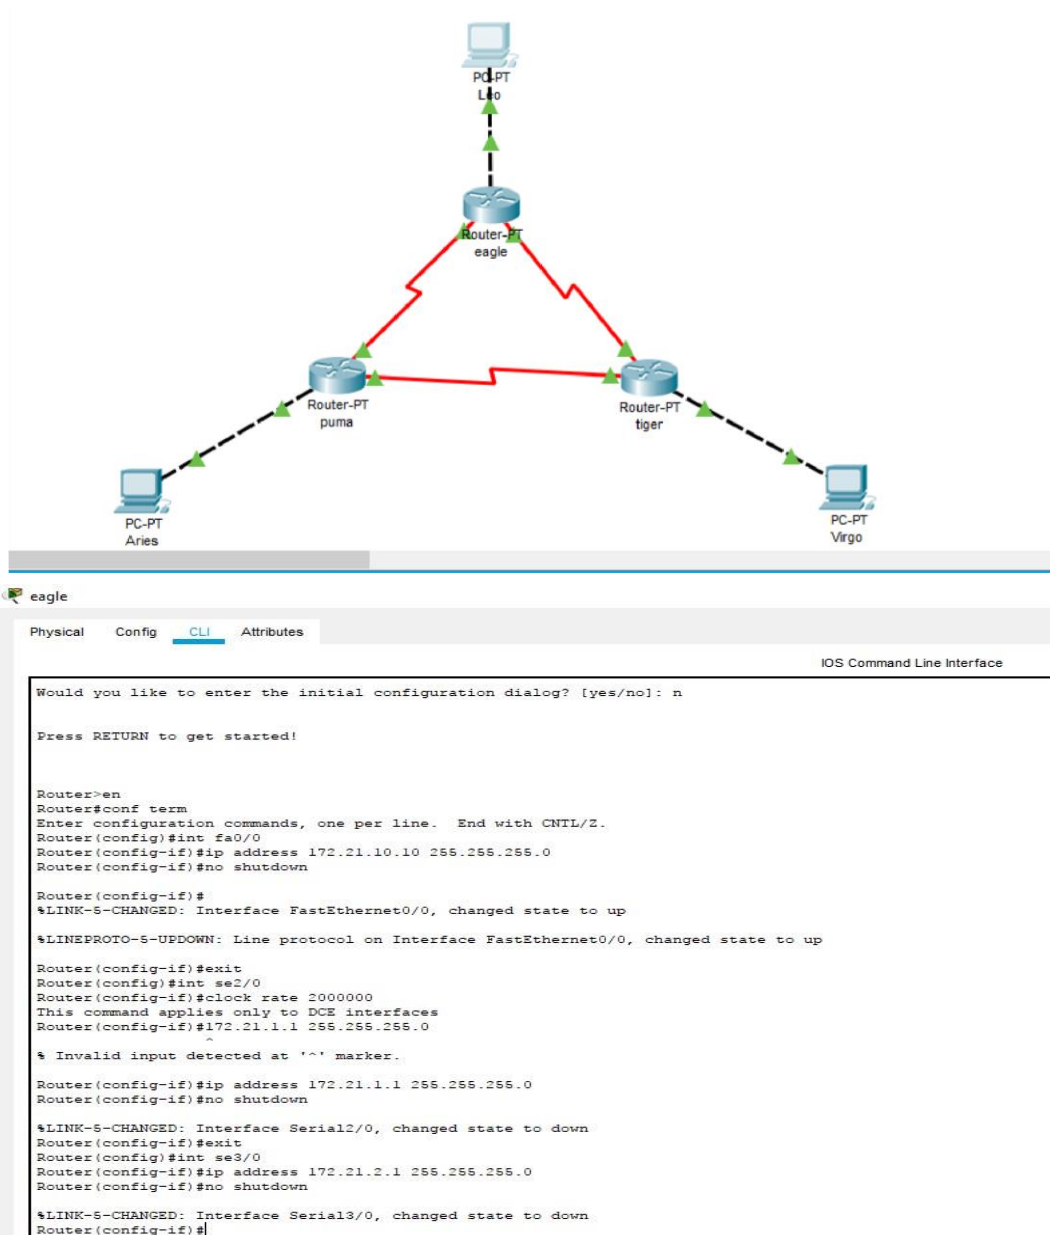 PC-PT
Leo
Router-PT
eagle
Router-PT
puma
Router-PT
tiger
PC-PT
Aries
PC-PT
Virgo
eagle
Physical Config CLI Attributes
IOS Command Line Interface
Would you like to enter the initial configuration dialog? [yes/no]: n
Press RETURN to get started!
Router>en
Router#conf term
Enter configuration commands, one per line.  End with CNTL/Z.
Router(config)#int fa0/0
Router(config-if)#ip address 172.21.10.10 255.255.255.0
Router(config-if)#no shutdown
Router(config-if)#
%LINK-5-CHANGED: Interface FastEthernet0/0, changed state to up
%LINEPROTO-5-UPDOWN: Line protocol on Interface FastEthernet0/0, changed state to up
Router(config-if)#exit
Router(config)#int se2/0
Router(config-if)#clock rate 2000000
This command applies only to DCE interfaces
Router(config-if)#172.21.1.1 255.255.255.0
^
% Invalid input detected at '^' marker.
Router(config-if)#ip address 172.21.1.1 255.255.255.0
Router(config-if)#no shutdown
%LINK-5-CHANGED: Interface Serial2/0, changed state to down
Router(config-if)#exit
Router(config)#int se3/0
Router(config-if)#ip address 172.21.2.1 255.255.255.0
Router(config-if)#no shutdown
%LINK-5-CHANGED: Interface Serial3/0, changed state to down
Router(config-if)#